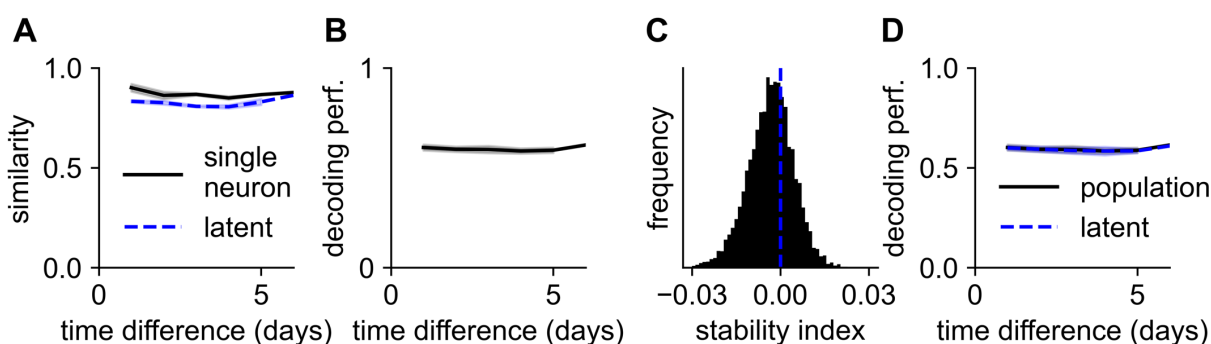 A
similarity
1.0
0.5
0.0
single
neuron
latent
0
5
time difference (days)
B
decoding perf.
1
0
0
5
time difference (days)
C
frequency
−0.03
0.00
0.03
stability index
D
decoding perf.
1.0
0.5
0.0
population
latent
0
5
time difference (days)